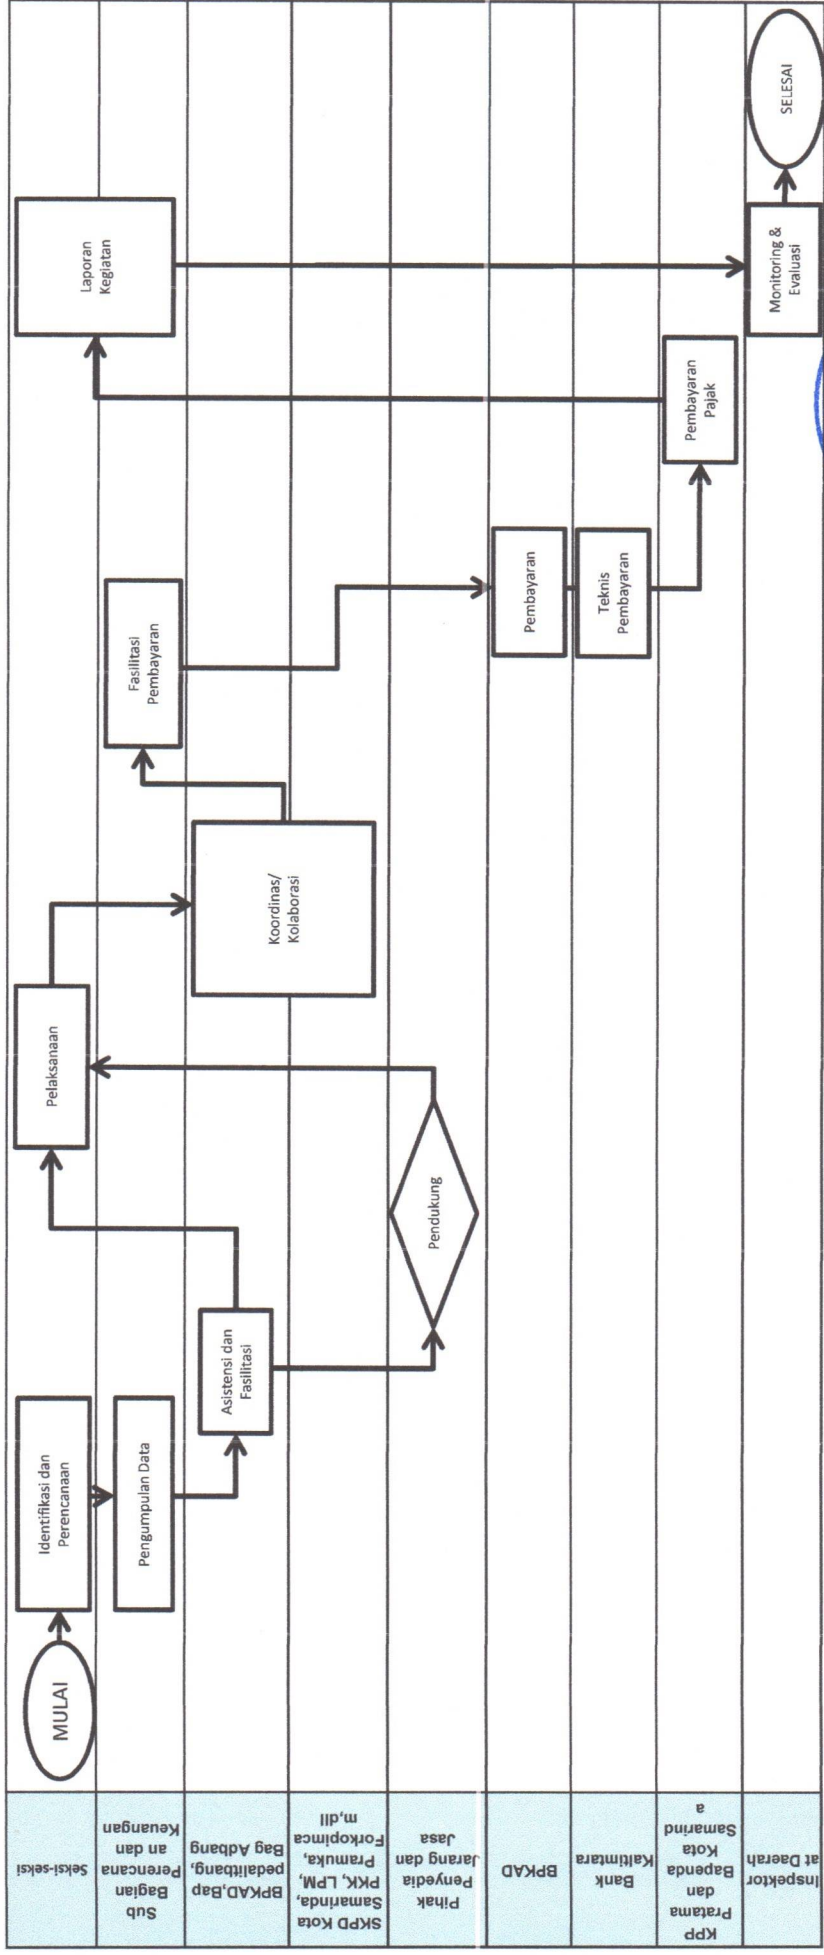 Seksi-seksi
Sub
Bagian
Perencana
an dan
Keuangan
BPKAD,Bap
pedalitbang,
Bag Adbang
SKPD Kota
Samarinda,
PKK, LPM,
Pramuka,
Forkopimca
m,dll
Pihak
Penyedia
Jarang dan
Jasa
BPKAD
Bank
Kaltimtara
KPP
Pratama
dan
Bapenda
Kota
Samarind
a
Inspektor
at Daerah
MULAI
Identifikasi dan
Perencanaan
Pengumpulan Data
Asistensi dan
Fasilitasi
Pendukung
Pelaksanaan
Koordinas/
Kolaborasi
Fasilitasi
Pembayaran
Pembayaran
Teknis
Pembayaran
Pembayaran
Pajak
Laporan
Kegiatan
Monitoring &
Evaluasi
SELESAI